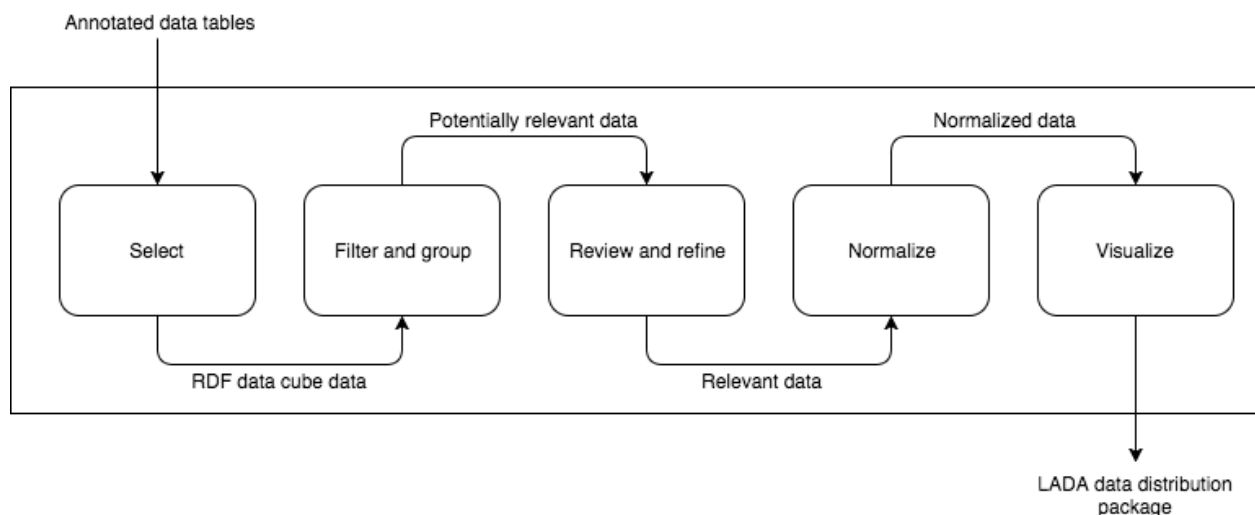 Annotated data tables
Potentially relevant data
Normalized data
Select
Filter and group
Review and refine
Normalize
Visualize
RDF data cube data
Relevant data
LADA data distribution
package